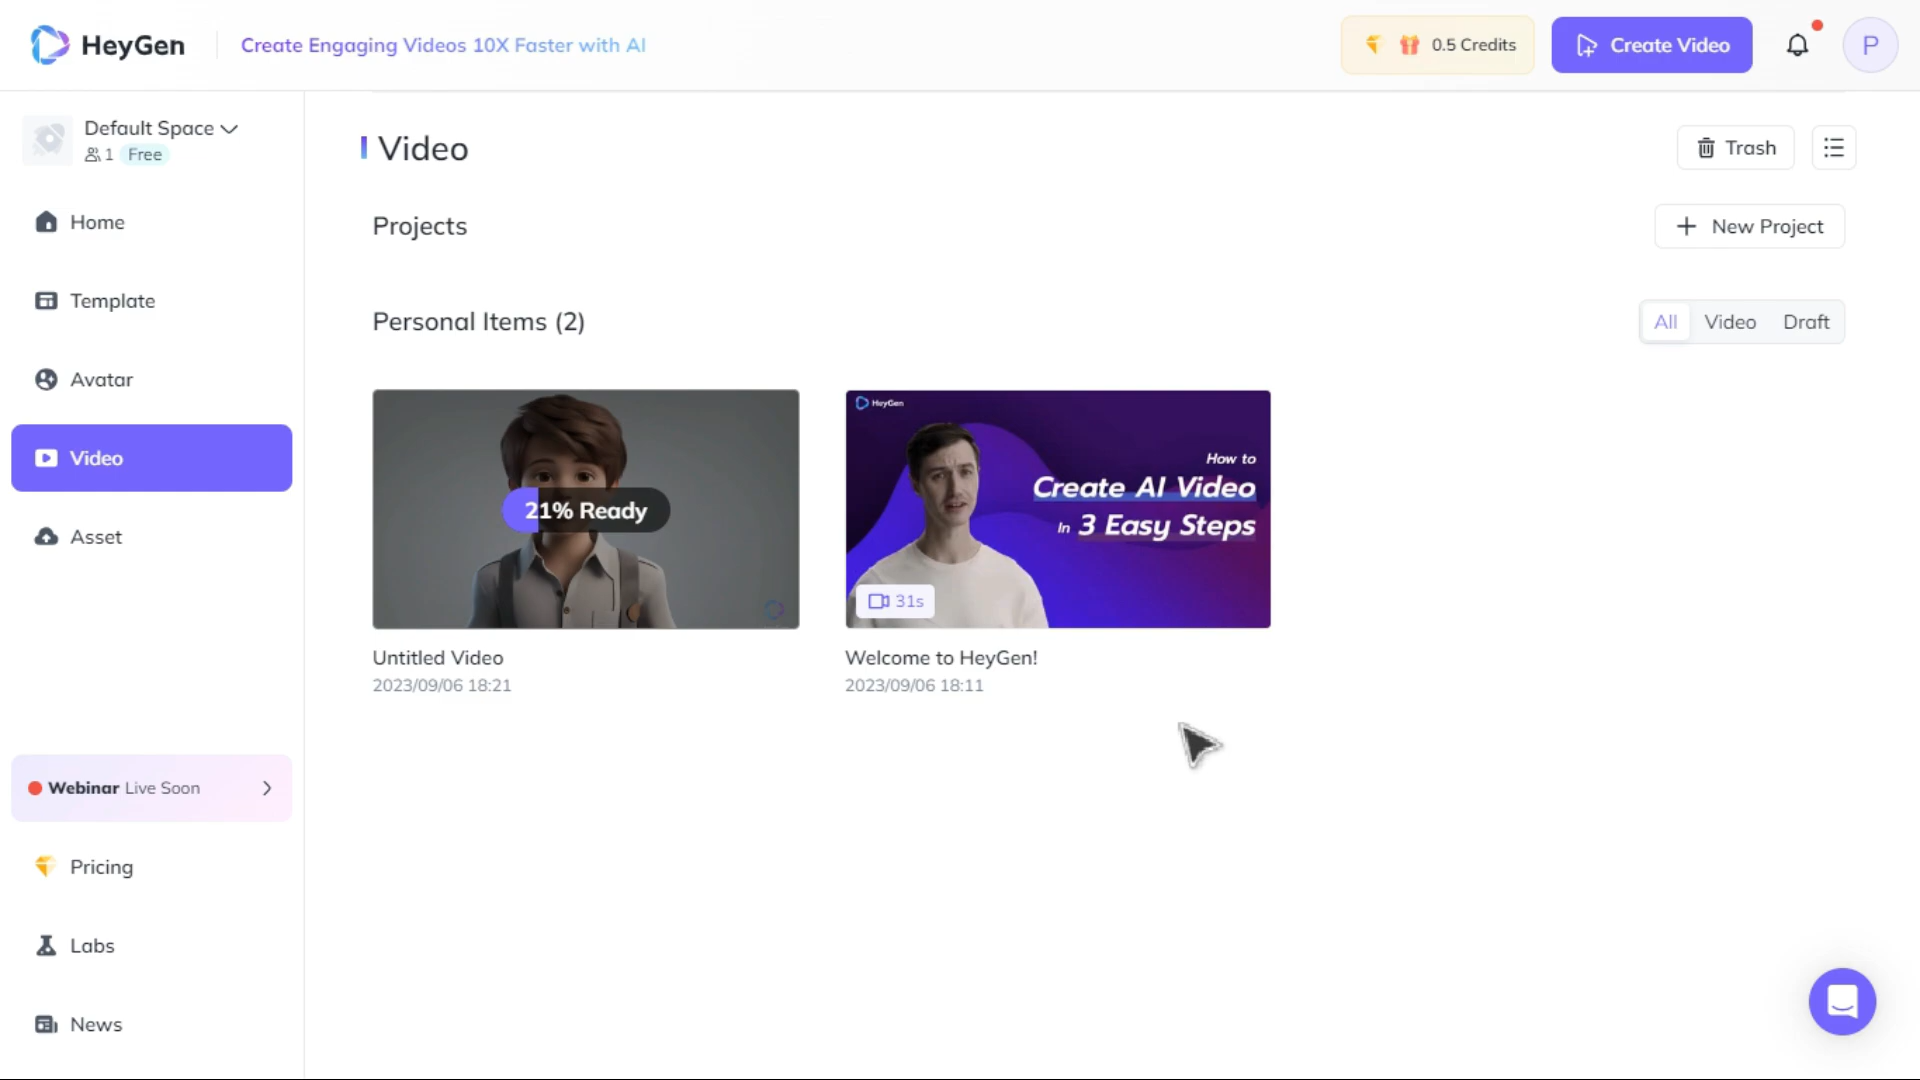 HeyGen
Create Engaging Videos 10X Faster with AI
0.5 Credits
Create Video
P
Default Space
1 Free
Home
Template
Avatar
Video
Asset
Webinar Live Soon
Pricing
Labs
News
Video
Trash
Projects
New Project
Personal Items (2)
All Video Draft
21% Ready
Untitled Video
2023/09/06 18:21
HeyGen
How to
Create AI Video
In 3 Easy Steps
31s
Welcome to HeyGen!
2023/09/06 18:11